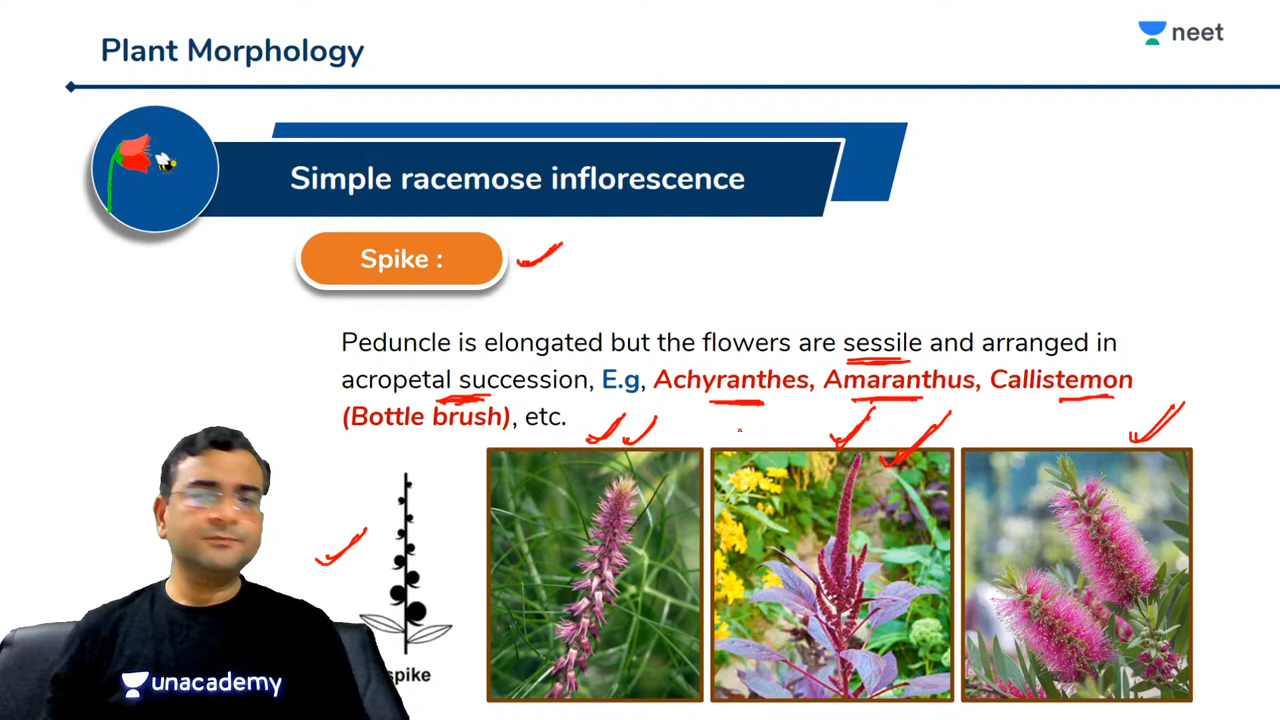 Plant Morphology
neet
Simple racemose inflorescence
Spike :
Peduncle is elongated but the flowers are sessile and arranged in
acropetal succession, E.g, Achyranthes, Amaranthus, Callistemon
(Bottle brush), etc.
spike
unacademy